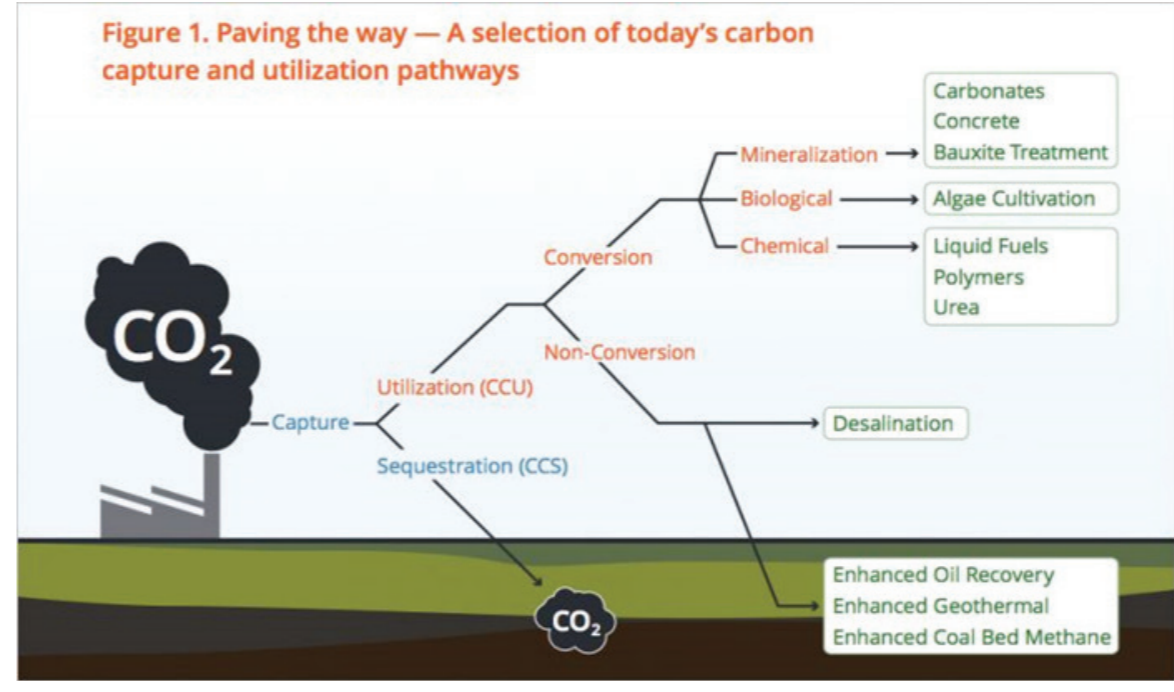 Figure 1. Paving the way — A selection of today's carbon
capture and utilization pathways
Carbonates
Concrete
Mineralization
Bauxite Treatment
Biological
Algae Cultivation
Chemical
Liquid Fuels
Polymers
Urea
Conversion
CO₂
Non-Conversion
Utilization (CCU)
Capture
Desalination
Sequestration (CCS)
CO₂
Enhanced Oil Recovery
Enhanced Geothermal
Enhanced Coal Bed Methane